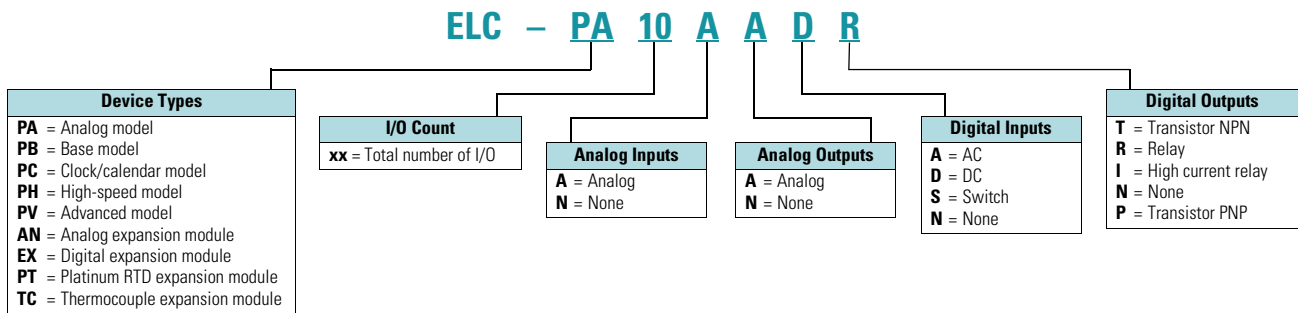 ELC – PA 10 A A D R
Device Types
PA = Analog model
PB = Base model
PC = Clock/calendar model
PH = High-speed model
PV = Advanced model
AN = Analog expansion module
EX = Digital expansion module
PT = Platinum RTD expansion module
TC = Thermocouple expansion module
I/O Count
xx = Total number of I/O
Analog Inputs
A = Analog
N = None
Analog Outputs
A = Analog
N = None
Digital Inputs
A = AC
D = DC
S = Switch
N = None
Digital Outputs
T = Transistor NPN
R = Relay
I = High current relay
N = None
P = Transistor PNP